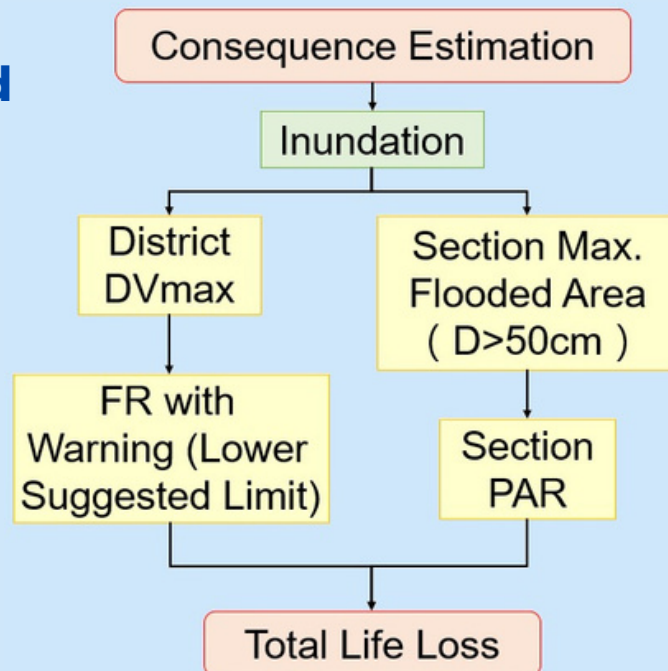 Consequence Estimation
Inundation
District
DVmax
Section Max.
Flooded Area
( D>50cm )
FR with
Warning (Lower
Suggested Limit)
Section
PAR
Total Life Loss